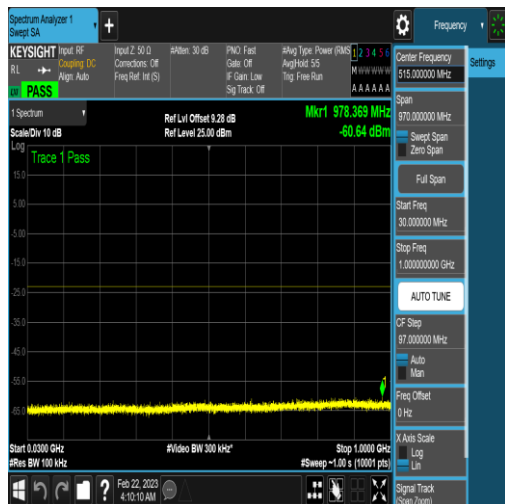 Spectrum Analyzer 1
Swept SA
+
Frequency
KEYSIGHT
RL
PASS
Input: RF
Coupling: DC
Align: Auto
Input Z: 50 Ω
Corrections: Off
Freq Ref: Int (S)
#Atten: 30 dB
PNO: Fast
Gate: Off
IF Gain: Low
Sig Track: Off
#Avg Type: Power (RMS
Avg|Hold: 5/5
Trig: Free Run
1 2 3 4 5 6
M W W W W W
A A A A A A
1 Spectrum
Scale/Div 10 dB
Ref Lvl Offset 9.28 dB
Ref Level 25.00 dBm
Mkr1 978.369 MHz
-60.64 dBm
Log
Trace 1 Pass
15.0
5.00
-5.00
-15.0
-25.0
-35.0
-45.0
-55.0
-65.0
Start 0.0300 GHz
#Res BW 100 kHz
#Video BW 300 kHz*
Stop 1.0000 GHz
#Sweep ~1.00 s (10001 pts)
Center Frequency
515.000000 MHz
Settings
Span
970.000000 MHz
Swept Span
Zero Span
Full Span
Start Freq
30.000000 MHz
Stop Freq
1.000000000 GHz
AUTO TUNE
CF Step
97.000000 MHz
Auto
Man
Freq Offset
0 Hz
X Axis Scale
Log
Lin
Signal Track
(Span Zoom)
?
Feb 22, 2023
4:10:10 AM